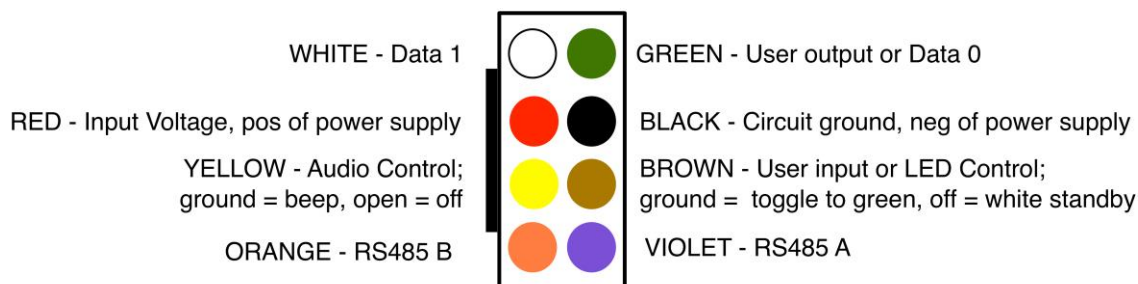 WHITE - Data 1
GREEN - User output or Data 0
RED - Input Voltage, pos of power supply
BLACK - Circuit ground, neg of power supply
YELLOW - Audio Control;
ground = beep, open = off
BROWN - User input or LED Control;
ground =  toggle to green, off = white standby
ORANGE - RS485 B
VIOLET - RS485 A